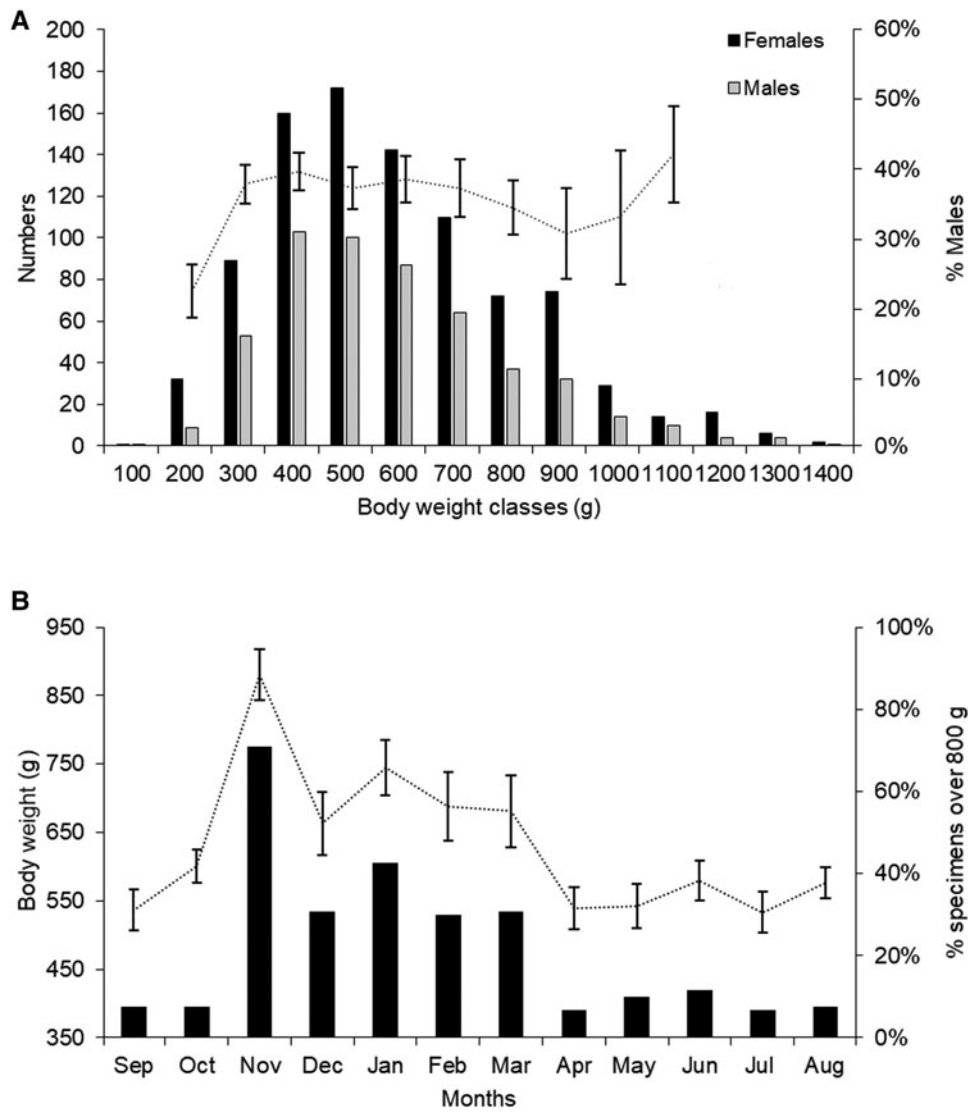 A
200
180
160
140
120
100
80
60
40
20
0
Numbers
Females
Males
60%
50%
40%
30%
20%
10%
0%
% Males
100 200 300 400 500 600 700 800 900 1000 1100 1200 1300 1400
Body weight classes (g)
B
950
850
750
650
550
450
350
Body weight (g)
100%
80%
60%
40%
20%
0%
% specimens over 800 g
Sep Oct Nov Dec Jan Feb Mar Apr May Jun Jul Aug
Months